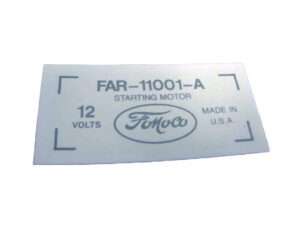 FAR-11001-A
STARTING MOTOR
12 VOLTS
FoMoCo
MADE IN U.S.A.